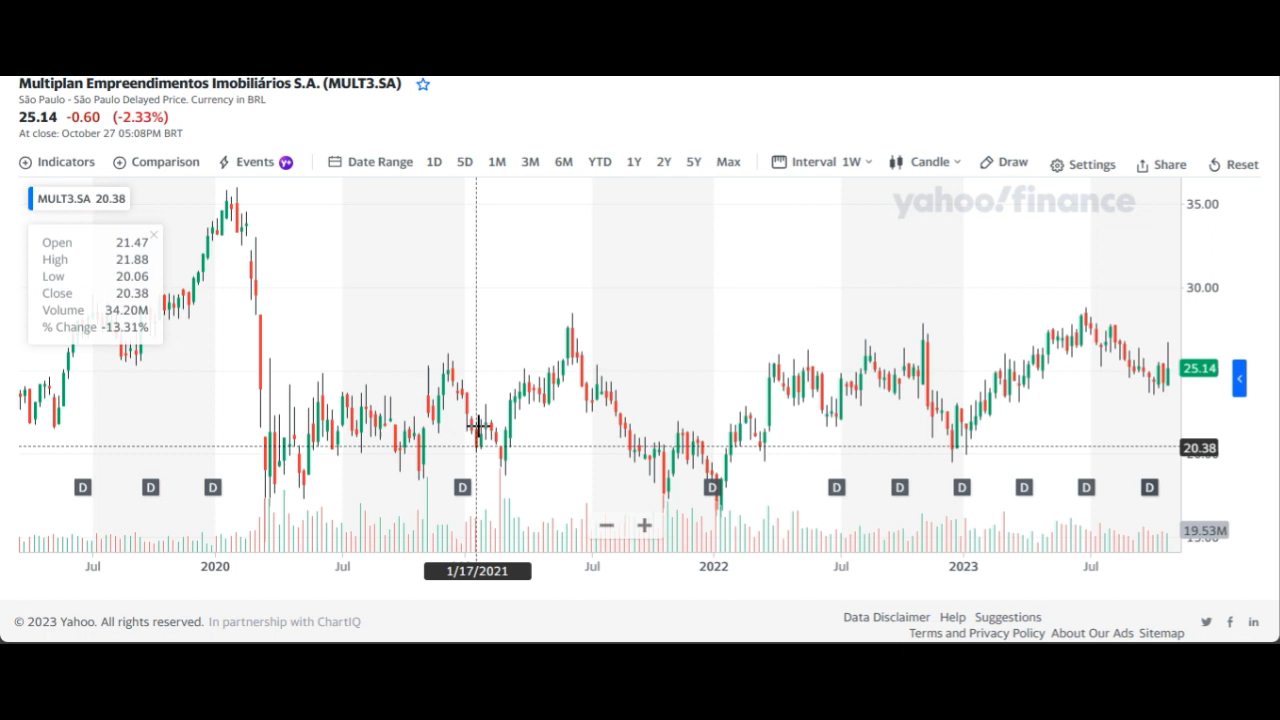 Multiplan Empreendimentos Imobiliários S.A. (MULT3.SA)
São Paulo - São Paulo Delayed Price. Currency in BRL
25.14 -0.60 (-2.33%)
At close: October 27 05:08PM BRT
Indicators Comparison Events Y+ Date Range 1D 5D 1M 3M 6M YTD 1Y 2Y 5Y Max Interval 1W Candle Draw Settings Share Reset
MULT3.SA 20.38
yahoo!finance
35.00
Open 21.47
High 21.88
Low 20.06
Close 20.38
Volume 34.20M
% Change -13.31%
30.00
25.14
20.38
D D D D D D D D D D D
19.53M
Jul 2020 Jul 1/17/2021 Jul 2022 Jul 2023 Jul
© 2023 Yahoo. All rights reserved. In partnership with ChartIQ
Data Disclaimer Help Suggestions
Terms and Privacy Policy About Our Ads Sitemap